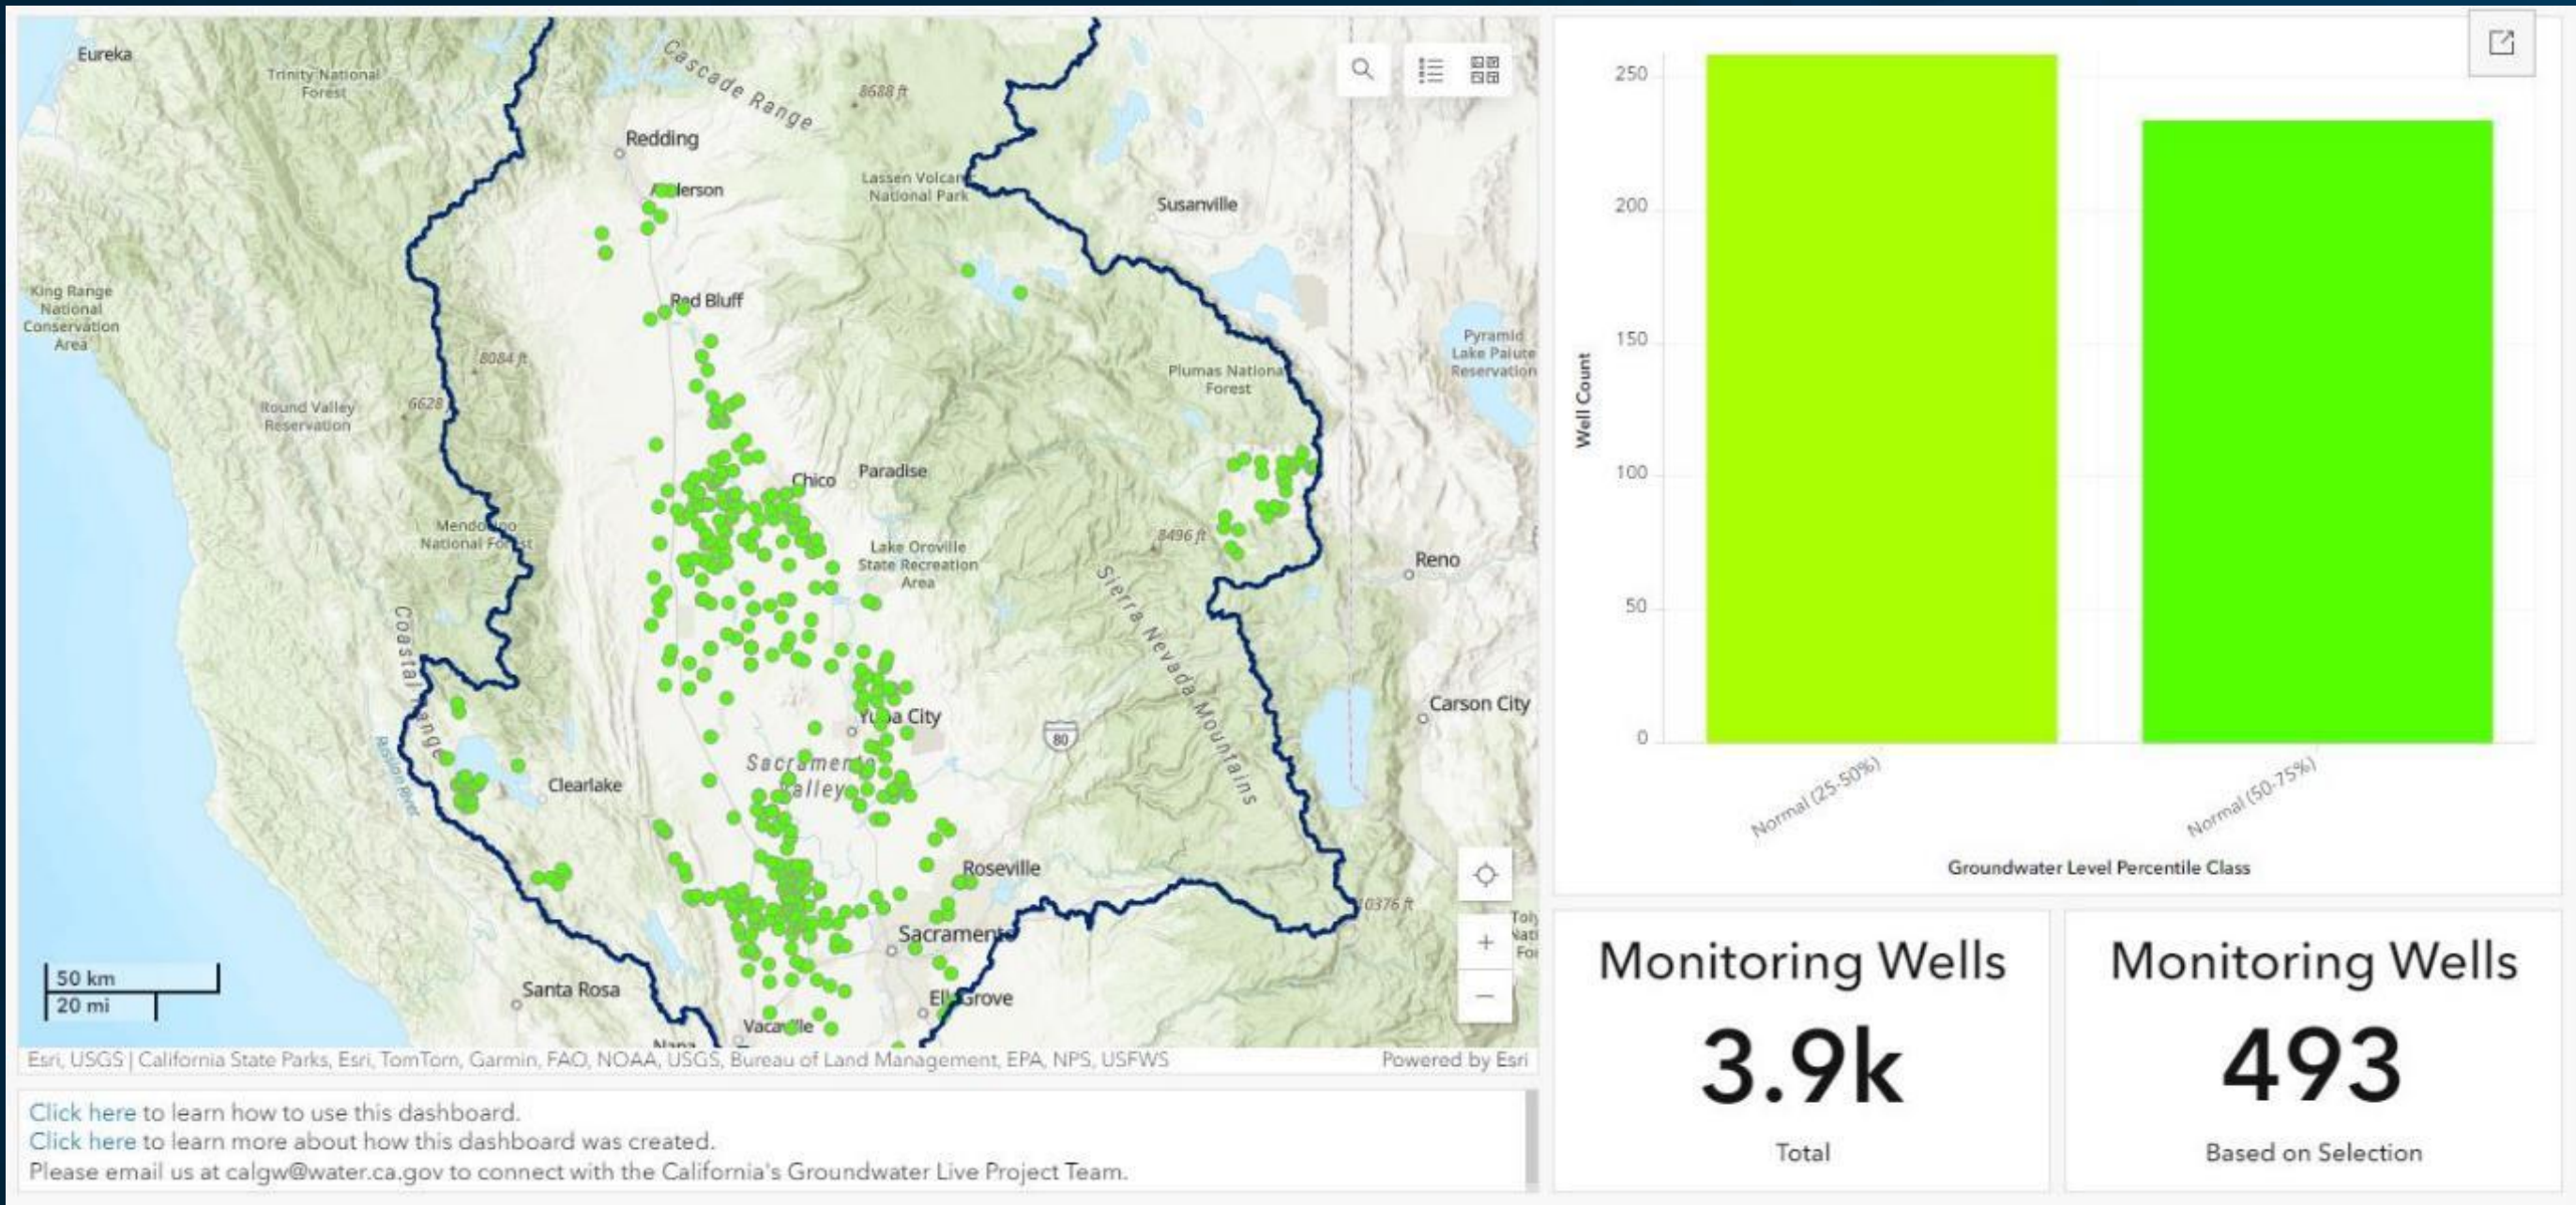 Eureka
Trinity National
Forest
Cascade Range
8688 ft
Redding
Lassen Volcan
National Park
Susanville
King Range
National
Conservation
Area
Red Bluff
8084 ft
6628
Round Valley
Reservation
Pyramid
Lake Paiute
Reservation
Plumas National
Forest
Chico
Paradise
Mendocino
National Forest
8496 ft
Lake Oroville
State Recreation
Area
Reno
Coastal Range
Sierra Nevada Mountains
Russian River
Yuba City
80
Carson City
Sacramento
Valley
Clearlake
Roseville
10376 ft
Sacramento
Santa Rosa
Elk Grove
Vacaville
Napa
50 km
20 mi
Esri, USGS | California State Parks, Esri, TomTom, Garmin, FAO, NOAA, USGS, Bureau of Land Management, EPA, NPS, USFWS
Powered by Esri
Click here to learn how to use this dashboard.
Click here to learn more about how this dashboard was created.
Please email us at calgw@water.ca.gov to connect with the California's Groundwater Live Project Team.
250
200
150
100
50
0
Well Count
Normal (25-50%)
Normal (50-75%)
Groundwater Level Percentile Class
Monitoring Wells
3.9k
Total
Monitoring Wells
493
Based on Selection